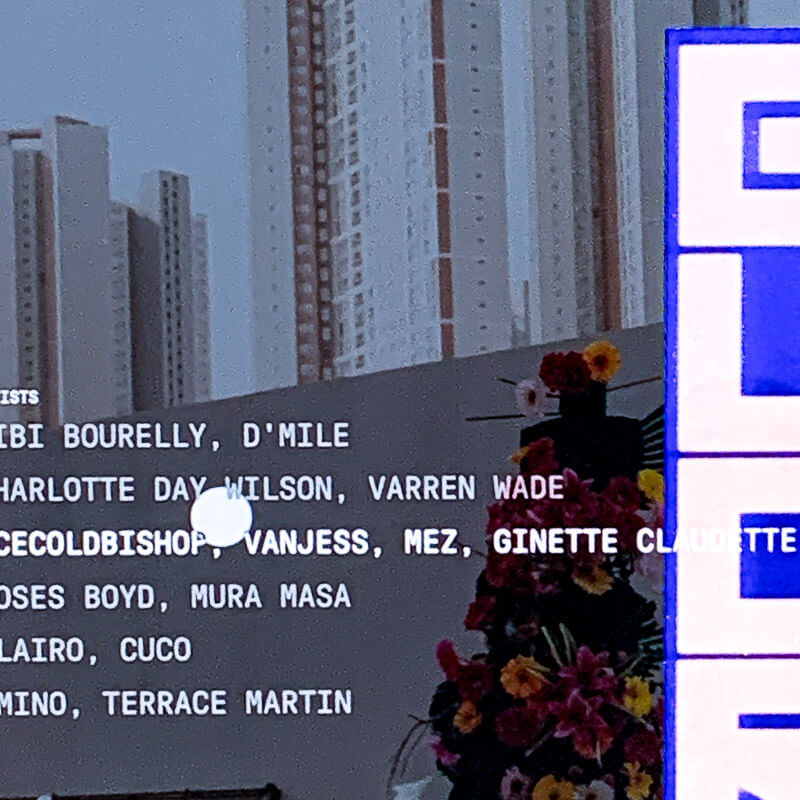 ISTS
IBI BOURELLY, D'MILE
HARLOTTE DAY WILSON, VARREN WADE
CECOLDBISHOP, VANJESS, MEZ, GINETTE CLAUDETTE
OSES BOYD, MURA MASA
LAIRO, CUCO
MINO, TERRACE MARTIN